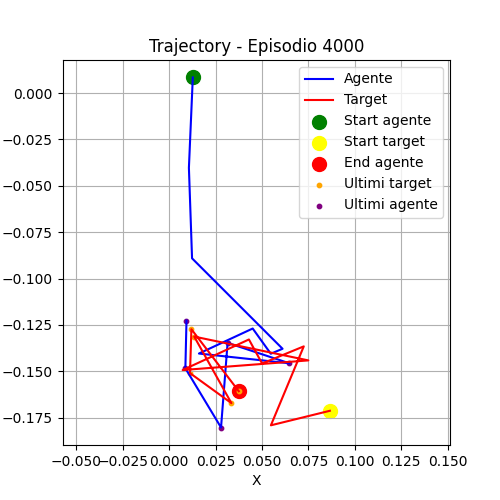 Trajectory - Episodio 4000
Agente
Target
Start agente
Start target
End agente
Ultimi target
Ultimi agente
0.000
−0.025
−0.050
−0.075
−0.100
−0.125
−0.150
−0.175
−0.050 −0.025 0.000 0.025 0.050 0.075 0.100 0.125 0.150
X